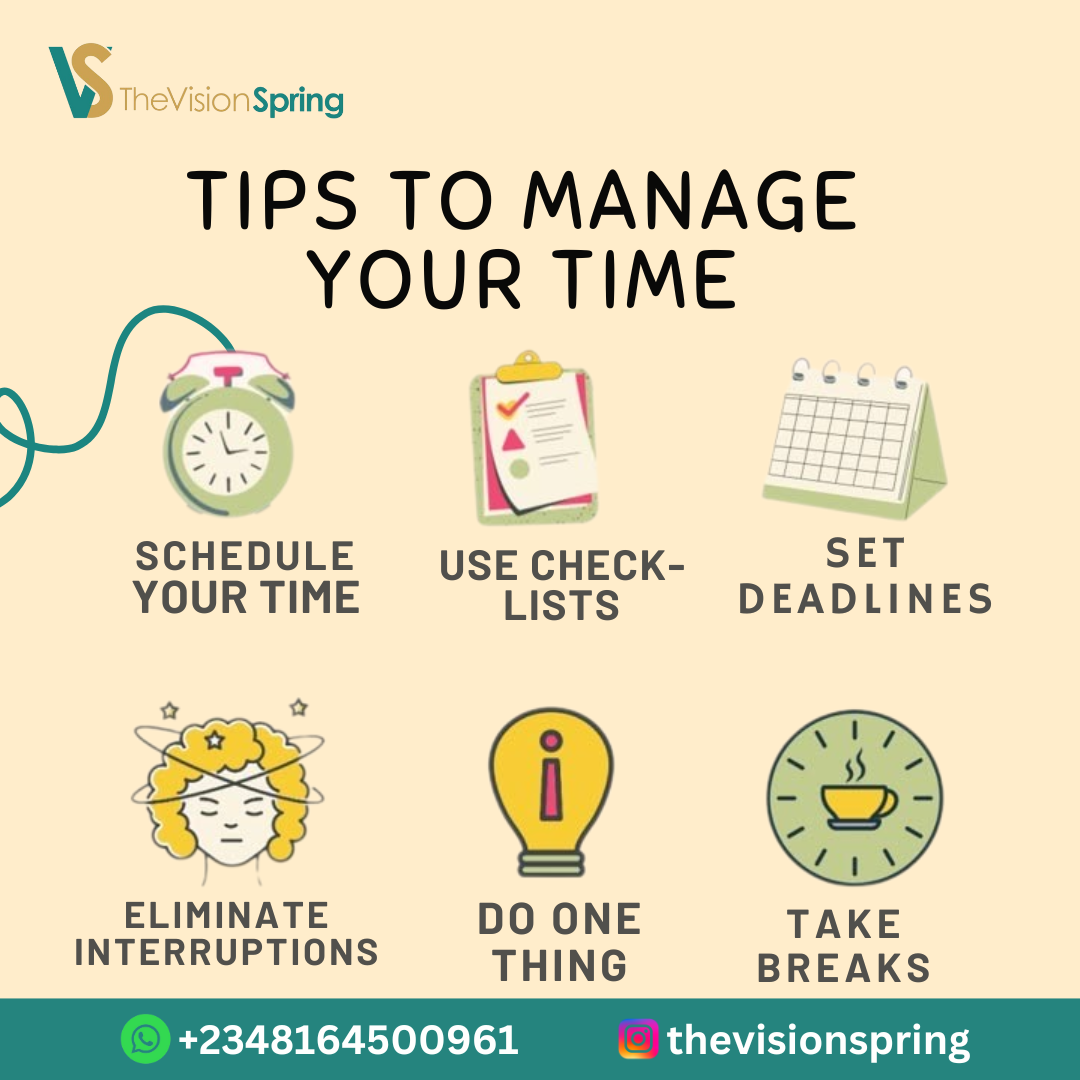 VS TheVisionSpring
TIPS TO MANAGE
YOUR TIME
SCHEDULE
YOUR TIME
USE CHECK-
LISTS
SET
DEADLINES
ELIMINATE
INTERRUPTIONS
DO ONE
THING
TAKE
BREAKS
+2348164500961
thevisionspring